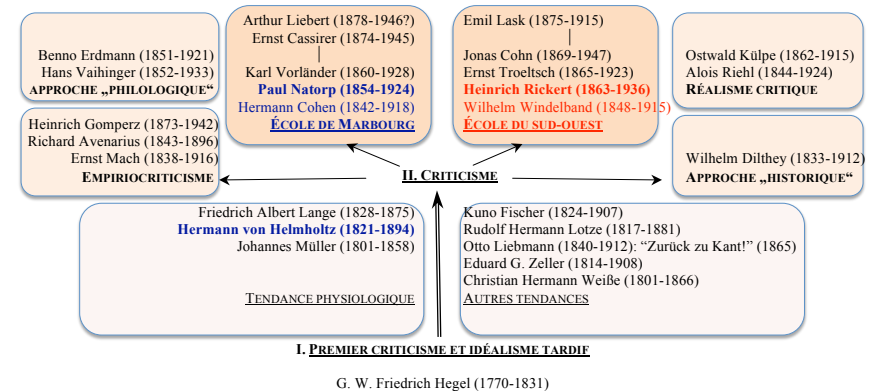 Benno Erdmann (1851-1921)
Hans Vaihinger (1852-1933)
APPROCHE „PHILOLOGIQUE“
Arthur Liebert (1878-1946?)
Ernst Cassirer (1874-1945)
Karl Vorländer (1860-1928)
Paul Natorp (1854-1924)
Hermann Cohen (1842-1918)
ÉCOLE DE MARBOURG
Emil Lask (1875-1915)
Jonas Cohn (1869-1947)
Ernst Troeltsch (1865-1923)
Heinrich Rickert (1863-1936)
Wilhelm Windelband (1848-1915)
ÉCOLE DU SUD-OUEST
Ostwald Külpe (1862-1915)
Alois Riehl (1844-1924)
RÉALISME CRITIQUE
Heinrich Gomperz (1873-1942)
Richard Avenarius (1843-1896)
Ernst Mach (1838-1916)
EMPIRIOCRITICISME
II. CRITICISME
Wilhelm Dilthey (1833-1912)
APPROCHE „HISTORIQUE“
Friedrich Albert Lange (1828-1875)
Hermann von Helmholtz (1821-1894)
Johannes Müller (1801-1858)
TENDANCE PHYSIOLOGIQUE
Kuno Fischer (1824-1907)
Rudolf Hermann Lotze (1817-1881)
Otto Liebmann (1840-1912): “Zurück zu Kant!” (1865)
Eduard G. Zeller (1814-1908)
Christian Hermann Weiße (1801-1866)
AUTRES TENDANCES
I. PREMIER CRITICISME ET IDÉALISME TARDIF
G. W. Friedrich Hegel (1770-1831)